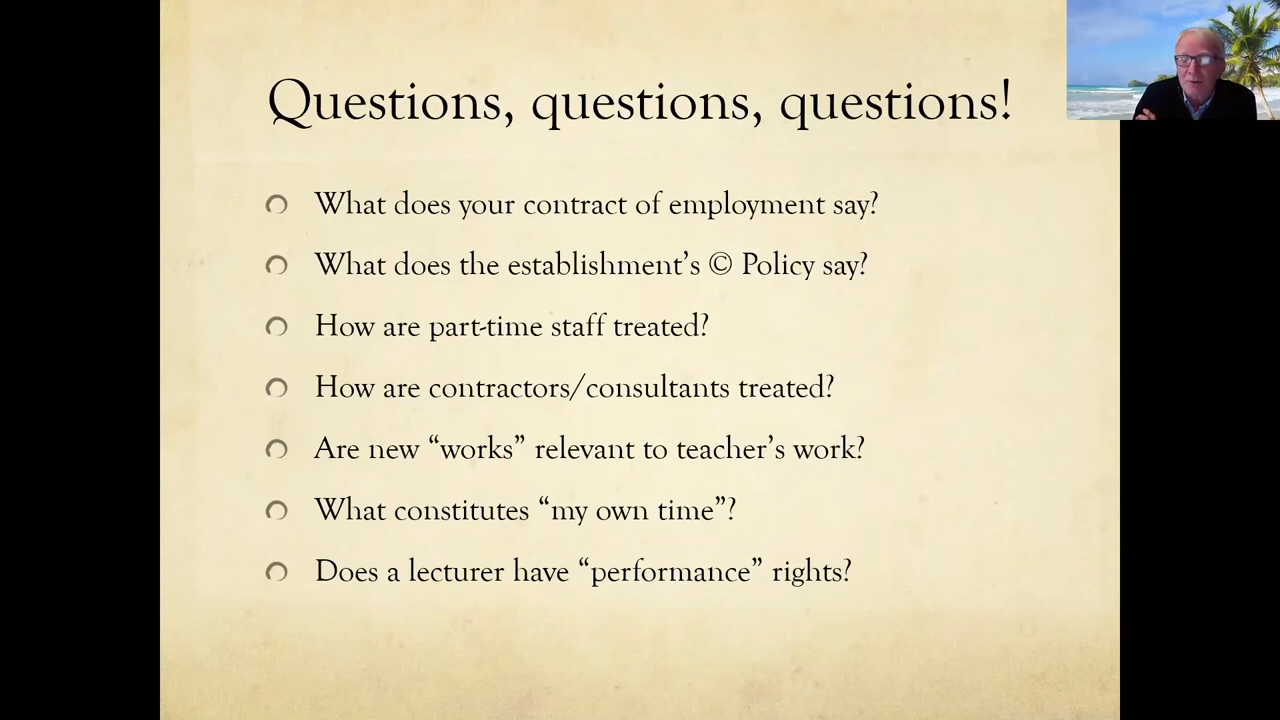 Questions, questions, questions!
What does your contract of employment say?
What does the establishment’s © Policy say?
How are part-time staff treated?
How are contractors/consultants treated?
Are new “works” relevant to teacher’s work?
What constitutes “my own time”?
Does a lecturer have “performance” rights?